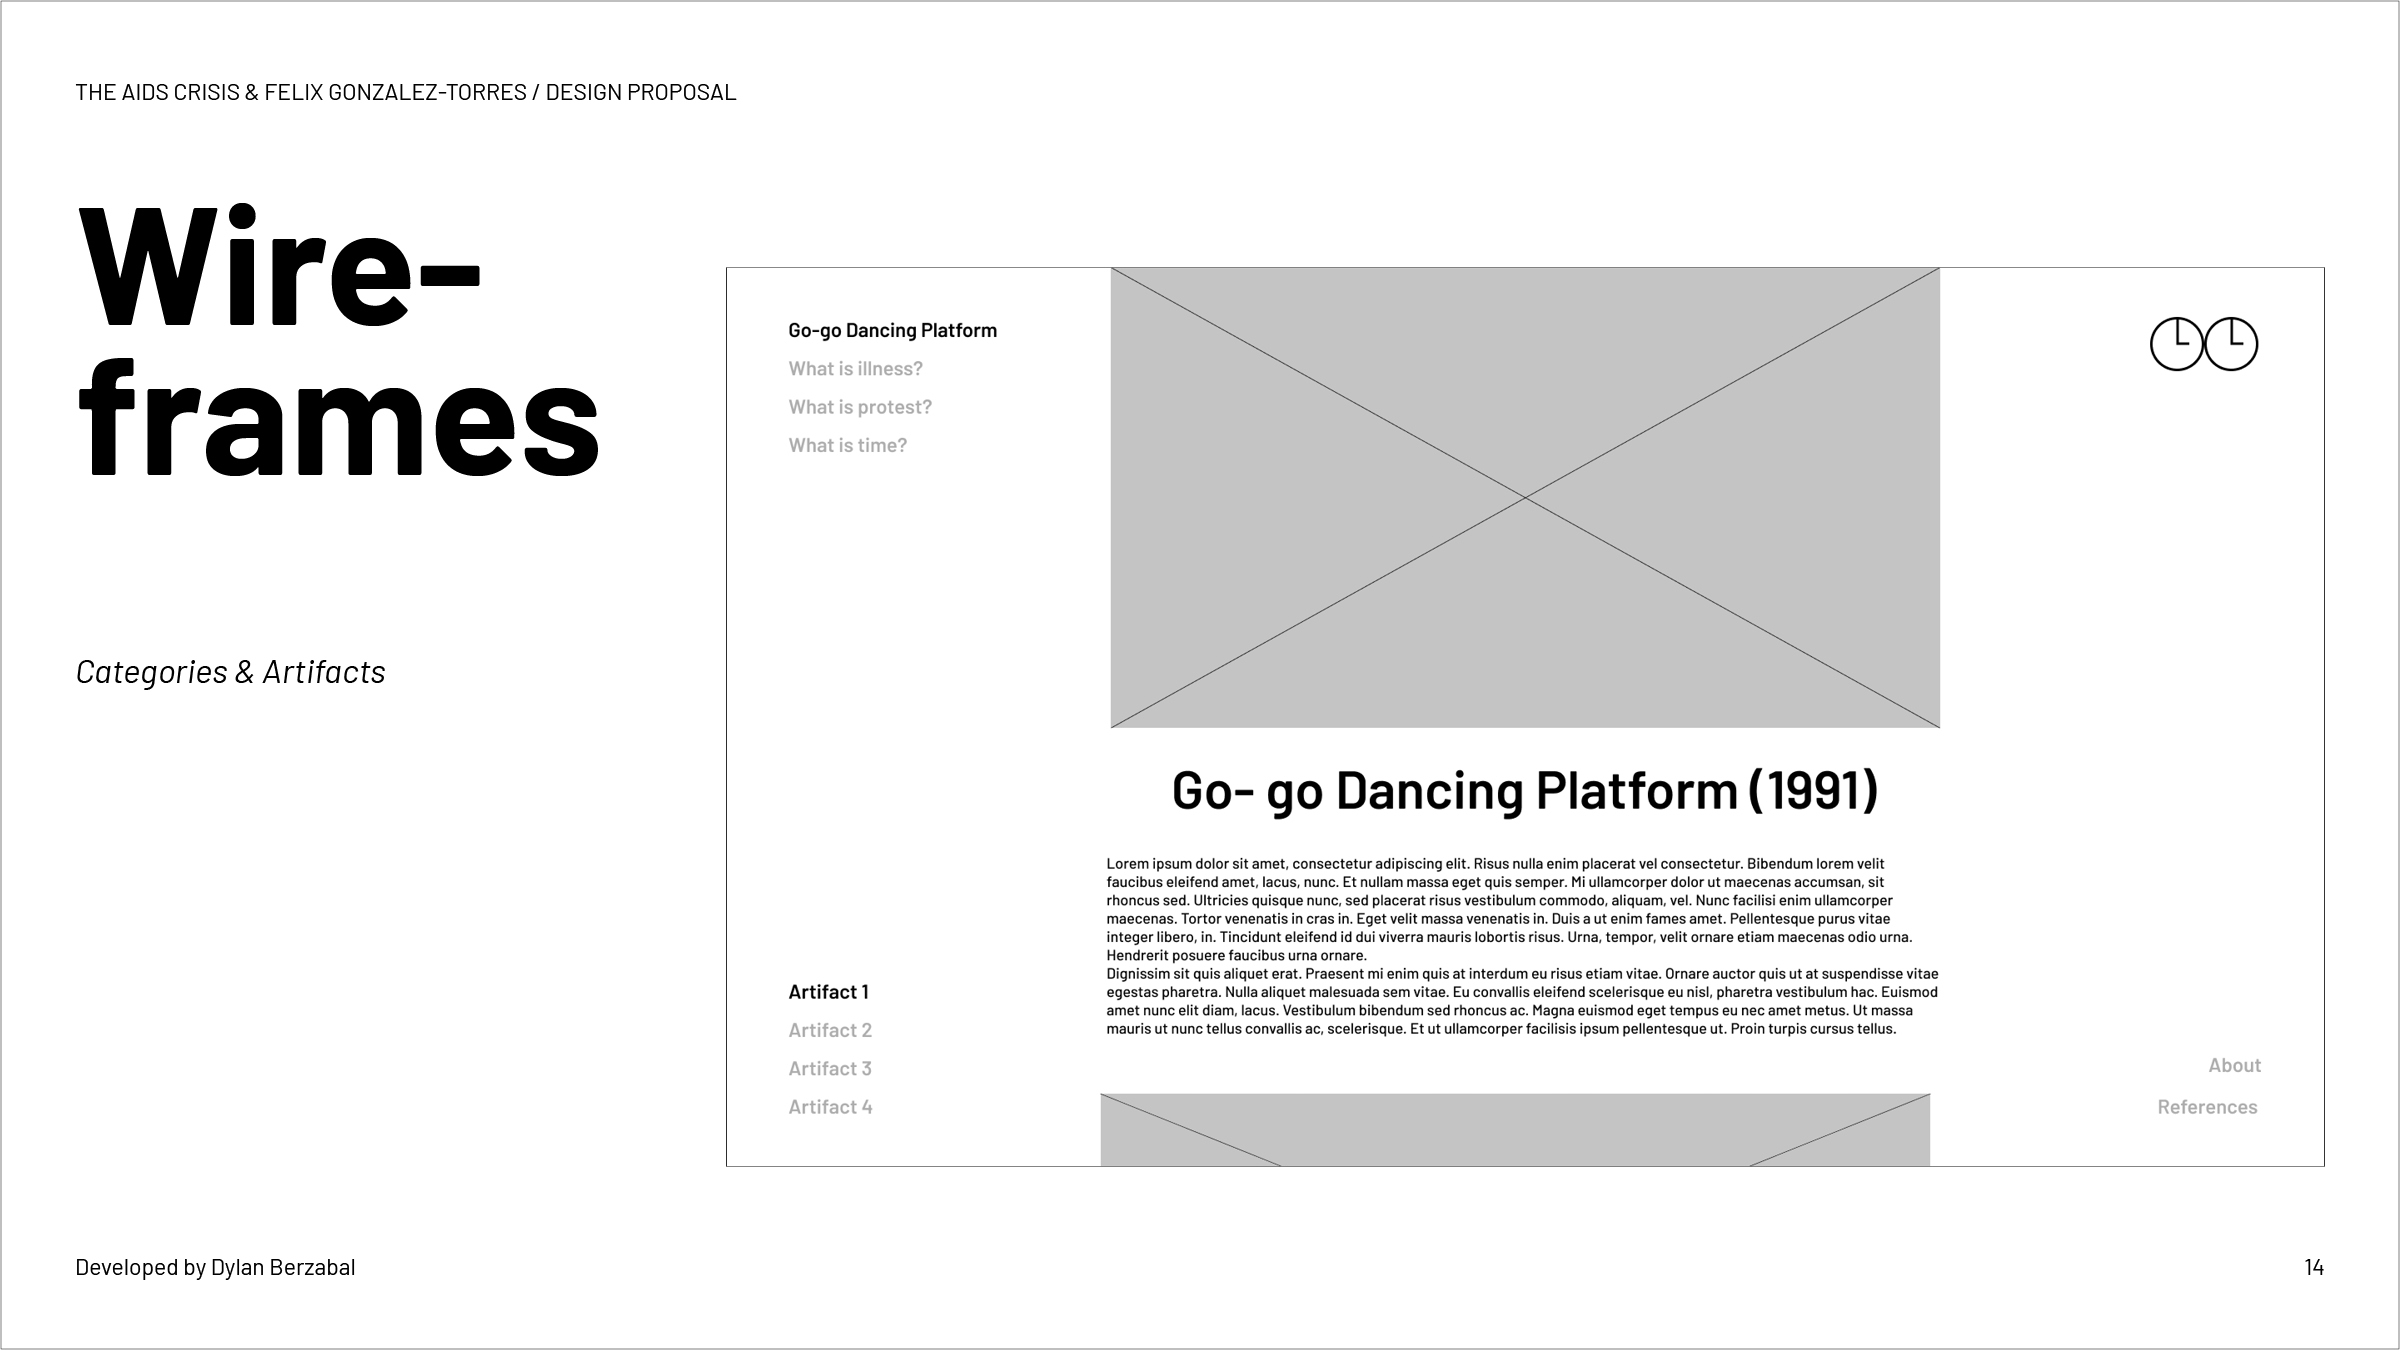 THE AIDS CRISIS & FELIX GONZALEZ-TORRES / DESIGN PROPOSAL
Wire-
frames
Categories & Artifacts
Go-go Dancing Platform
What is illness?
What is protest?
What is time?
Go- go Dancing Platform (1991)
Lorem ipsum dolor sit amet, consectetur adipiscing elit. Risus nulla enim placerat vel consectetur. Bibendum lorem velit
faucibus eleifend amet, lacus, nunc. Et nullam massa eget quis semper. Mi ullamcorper dolor ut maecenas accumsan, sit
rhoncus sed. Ultricies quisque nunc, sed placerat risus vestibulum commodo, aliquam, vel. Nunc facilisi enim ullamcorper
maecenas. Tortor venenatis in cras in. Eget velit massa venenatis in. Duis a ut enim fames amet. Pellentesque purus vitae
integer libero, in. Tincidunt eleifend id dui viverra mauris lobortis risus. Urna, tempor, velit ornare etiam maecenas odio urna.
Hendrerit posuere faucibus urna ornare.
Dignissim sit quis aliquet erat. Praesent mi enim quis at interdum eu risus etiam vitae. Ornare auctor quis ut at suspendisse vitae
egestas pharetra. Nulla aliquet malesuada sem vitae. Eu convallis eleifend scelerisque eu nisl, pharetra vestibulum hac. Euismod
amet nunc elit diam, lacus. Vestibulum bibendum sed rhoncus ac. Magna euismod eget tempus eu nec amet metus. Ut massa
mauris ut nunc tellus convallis ac, scelerisque. Et ut ullamcorper facilisis ipsum pellentesque ut. Proin turpis cursus tellus.
Artifact 1
Artifact 2
Artifact 3
Artifact 4
About
References
Developed by Dylan Berzabal
14